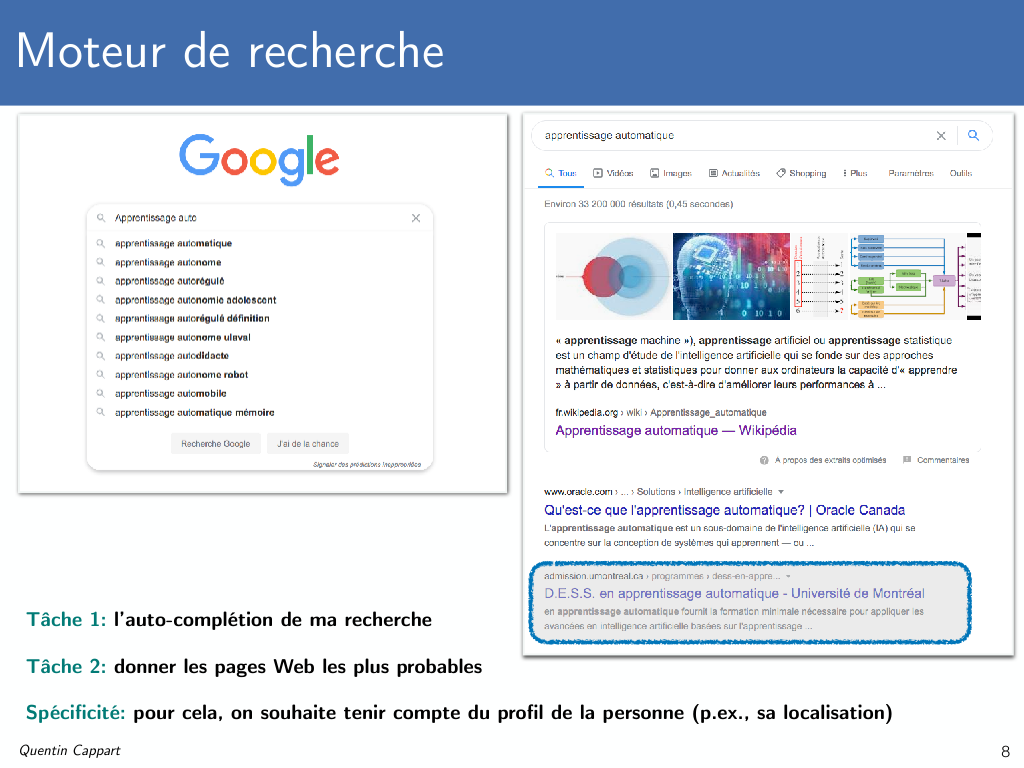 Moteur de recherche
Google
Apprentissage auto
apprentissage automatique
apprentissage autonome
apprentissage autorégulé
apprentissage autonomie adolescent
apprentissage autorégulé définition
apprentissage autonome ulaval
apprentissage autodidacte
apprentissage autonome robot
apprentissage automobile
apprentissage automatique mémoire
Recherche Google
J'ai de la chance
Signaler des prédictions inappropriées
apprentissage automatique
Tous
Vidéos
Images
Actualités
Shopping
Plus
Paramètres
Outils
Environ 33 200 000 résultats (0,45 secondes)
« apprentissage machine »), apprentissage artificiel ou apprentissage statistique
est un champ d'étude de l'intelligence artificielle qui se fonde sur des approches
mathématiques et statistiques pour donner aux ordinateurs la capacité d'« apprendre
» à partir de données, c'est-à-dire d'améliorer leurs performances à ...
fr.wikipedia.org › wiki › Apprentissage_automatique
Apprentissage automatique — Wikipédia
A propos des extraits optimisés
Commentaires
www.oracle.com › ... › Solutions › Intelligence artificielle
Qu'est-ce que l'apprentissage automatique? | Oracle Canada
L'apprentissage automatique est un sous-domaine de l'intelligence artificielle (IA) qui se
concentre sur la conception de systèmes qui apprennent — ou ...
admission.umontreal.ca › programmes › dess-en-appre...
D.E.S.S. en apprentissage automatique - Université de Montréal
en apprentissage automatique fournit la formation minimale nécessaire pour appliquer les
avancées en intelligence artificielle basées sur l'apprentissage ...
Tâche 1: l'auto-complétion de ma recherche
Tâche 2: donner les pages Web les plus probables
Spécificité: pour cela, on souhaite tenir compte du profil de la personne (p.ex., sa localisation)
Quentin Cappart
8